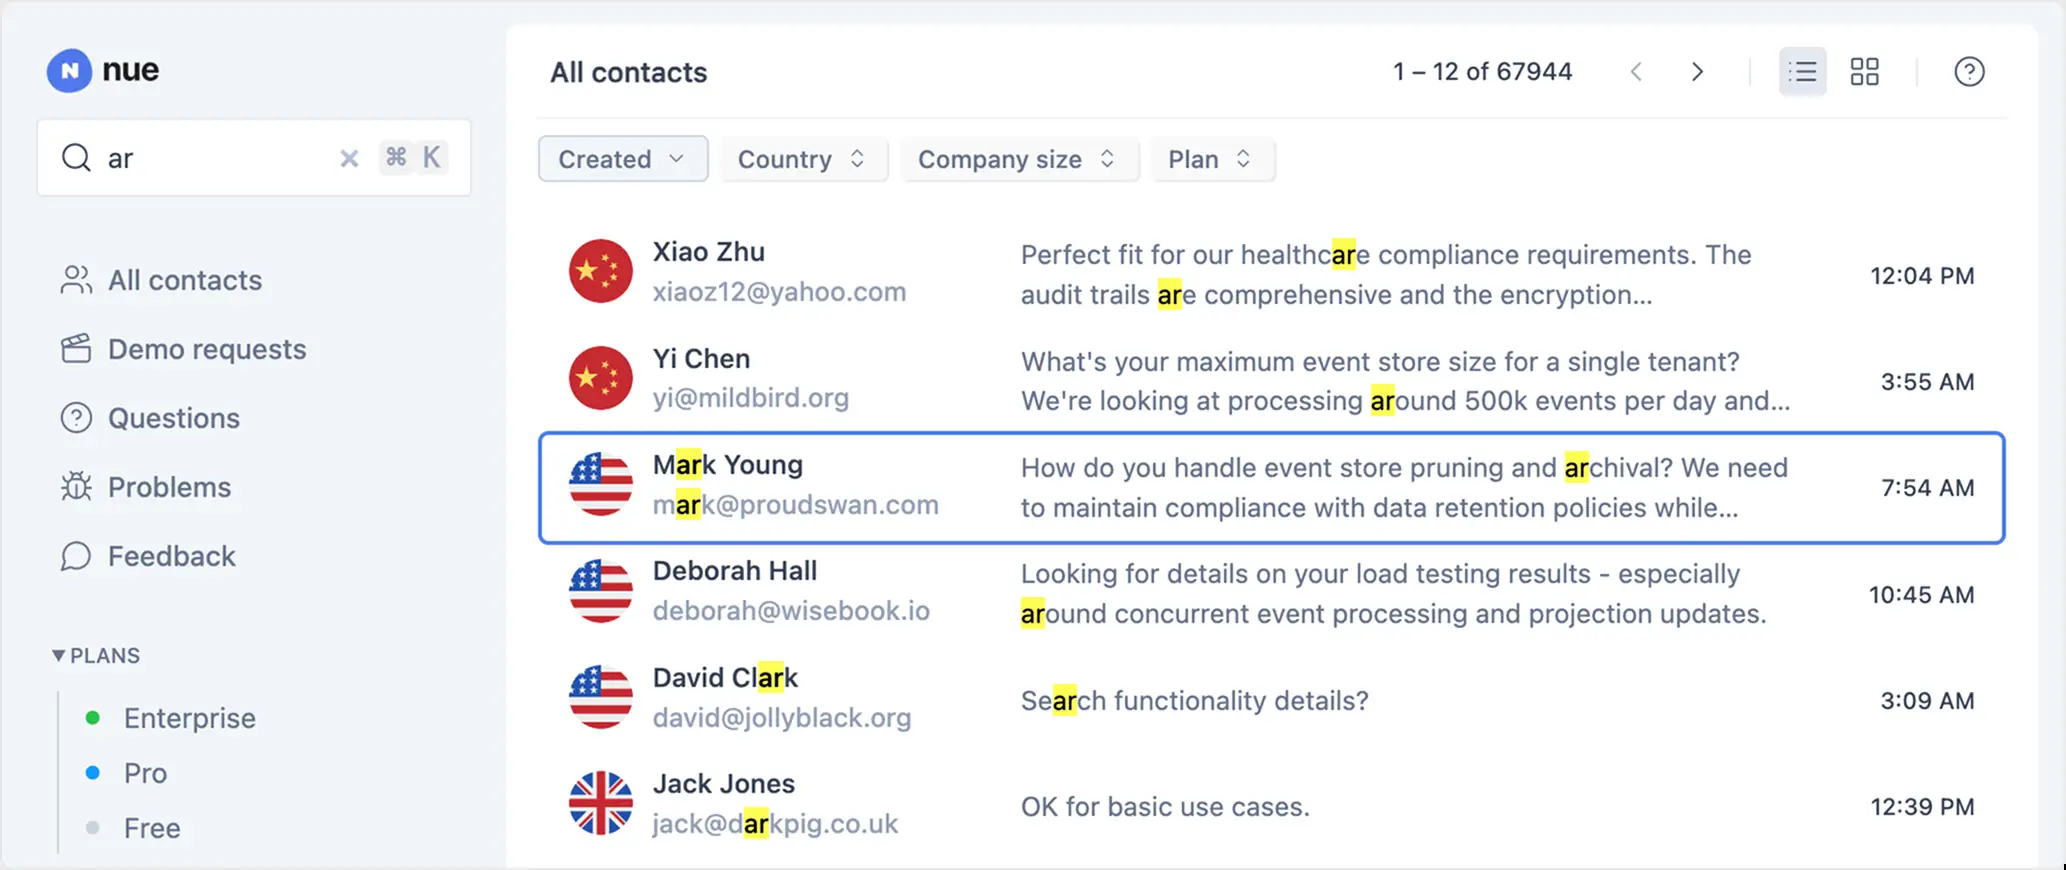 N nue
ar ⌘ K
All contacts
Demo requests
Questions
Problems
Feedback
▼ PLANS
Enterprise
Pro
Free
All contacts 1 – 12 of 67944
Created Country Company size Plan
Xiao Zhu
xiaoz12@yahoo.com
Perfect fit for our healthcare compliance requirements. The
audit trails are comprehensive and the encryption...
12:04 PM
Yi Chen
yi@mildbird.org
What's your maximum event store size for a single tenant?
We're looking at processing around 500k events per day and...
3:55 AM
Mark Young
mark@proudswan.com
How do you handle event store pruning and archival? We need
to maintain compliance with data retention policies while...
7:54 AM
Deborah Hall
deborah@wisebook.io
Looking for details on your load testing results - especially
around concurrent event processing and projection updates.
10:45 AM
David Clark
david@jollyblack.org
Search functionality details?
3:09 AM
Jack Jones
jack@darkpig.co.uk
OK for basic use cases.
12:39 PM